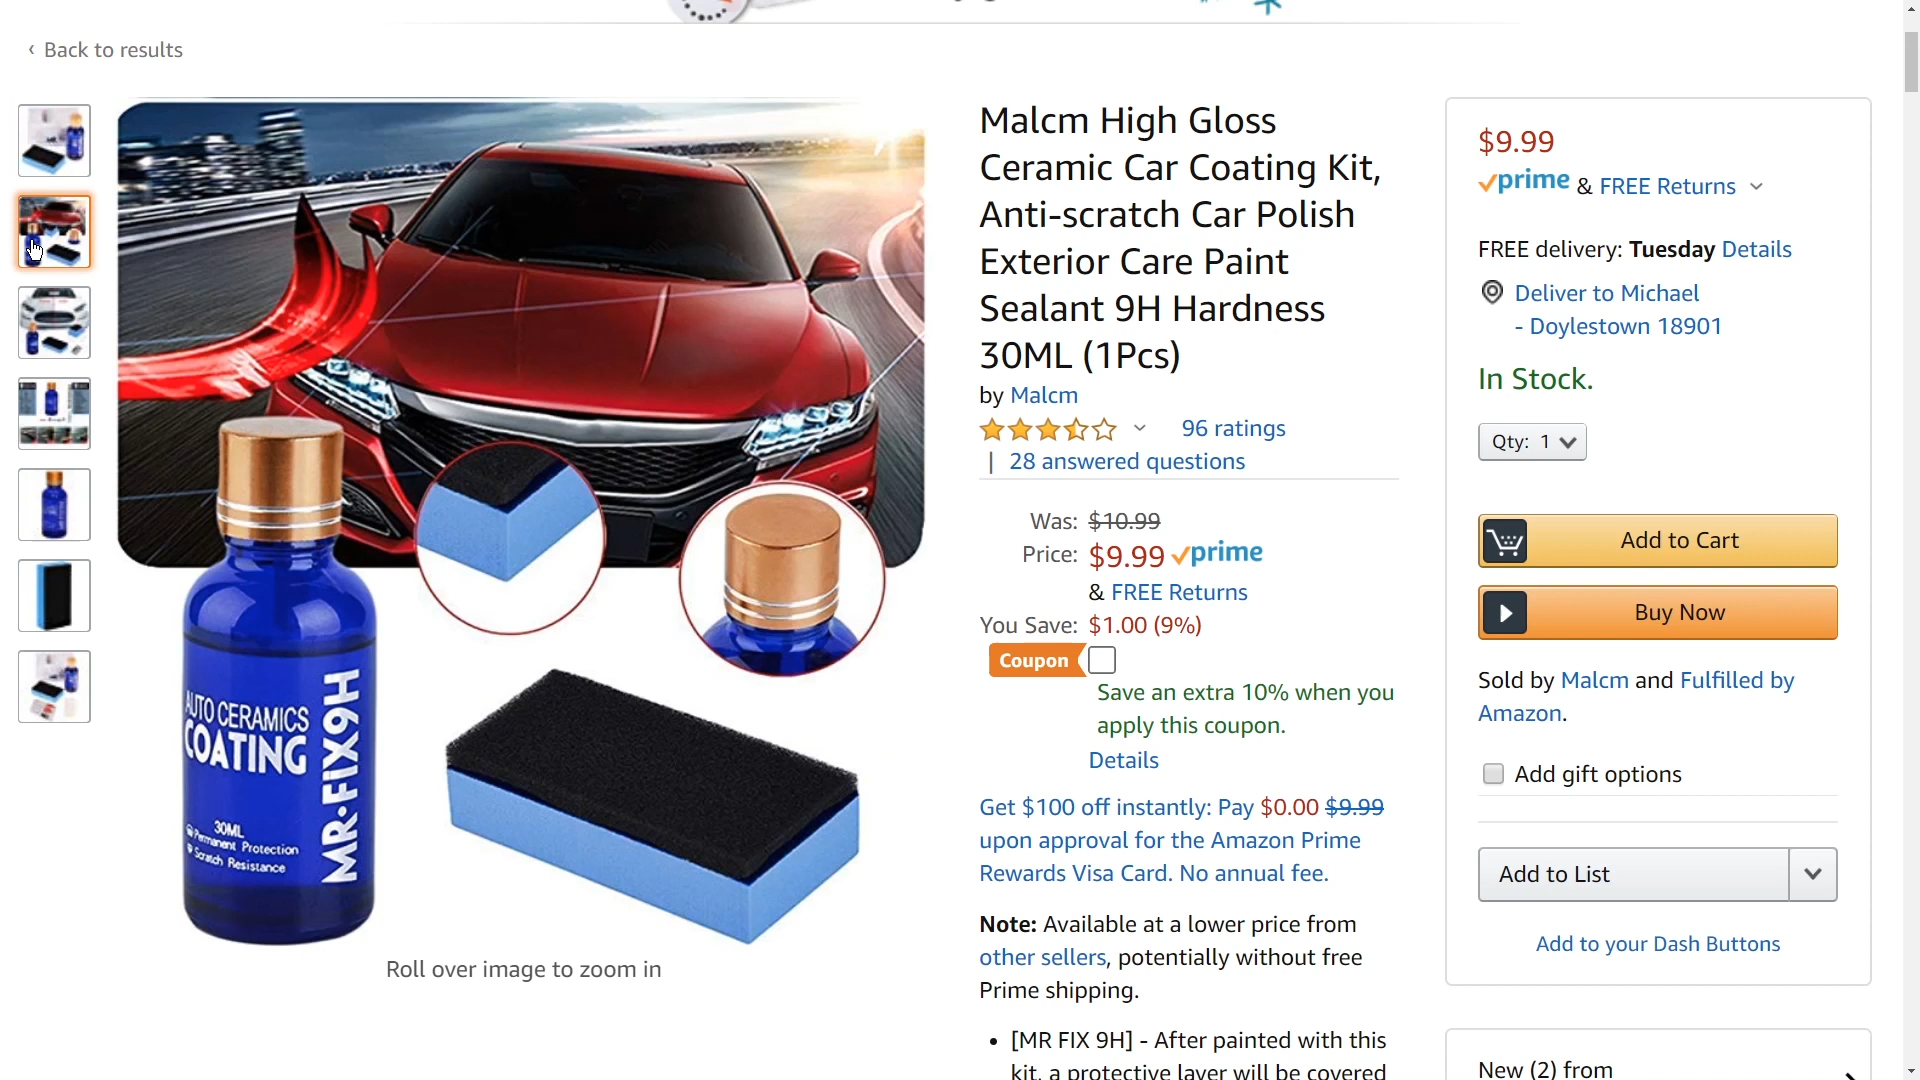 ‹ Back to results
Malcm High Gloss
Ceramic Car Coating Kit,
Anti-scratch Car Polish
Exterior Care Paint
Sealant 9H Hardness
30ML (1Pcs)
by Malcm
96 ratings
| 28 answered questions
Was: $10.99
Price: $9.99 prime
& FREE Returns
You Save: $1.00 (9%)
Coupon
Save an extra 10% when you
apply this coupon.
Details
Get $100 off instantly: Pay $0.00 $9.99
upon approval for the Amazon Prime
Rewards Visa Card. No annual fee.
Note: Available at a lower price from
other sellers, potentially without free
Prime shipping.
• [MR FIX 9H] - After painted with this
kit, a protective layer will be covered
AUTO CERAMICS
COATING
30ML
Permanent Protection
Scratch Resistance
MR·FIX9H
Roll over image to zoom in
$9.99
prime & FREE Returns
FREE delivery: Tuesday Details
Deliver to Michael
- Doylestown 18901
In Stock.
Qty: 1
Add to Cart
Buy Now
Sold by Malcm and Fulfilled by
Amazon.
Add gift options
Add to List
Add to your Dash Buttons
New (2) from